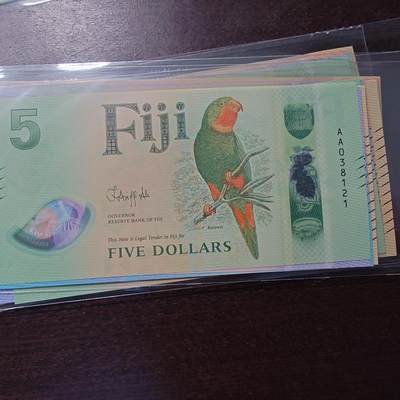 5
Fiji
GOVERNOR
RESERVE BANK OF FIJI
This Note is Legal Tender in Fiji for
FIVE DOLLARS
AA038121